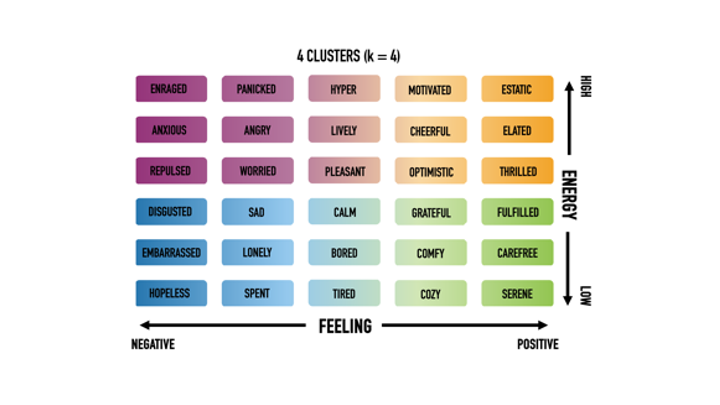 4 CLUSTERS (k = 4)
ENRAGED PANICKED HYPER MOTIVATED ESTATIC
ANXIOUS ANGRY LIVELY CHEERFUL ELATED
REPULSED WORRIED PLEASANT OPTIMISTIC THRILLED
DISGUSTED SAD CALM GRATEFUL FULFILLED
EMBARRASSED LONELY BORED COMFY CAREFREE
HOPELESS SPENT TIRED COZY SERENE
HIGH
ENERGY
LOW
FEELING
NEGATIVE POSITIVE